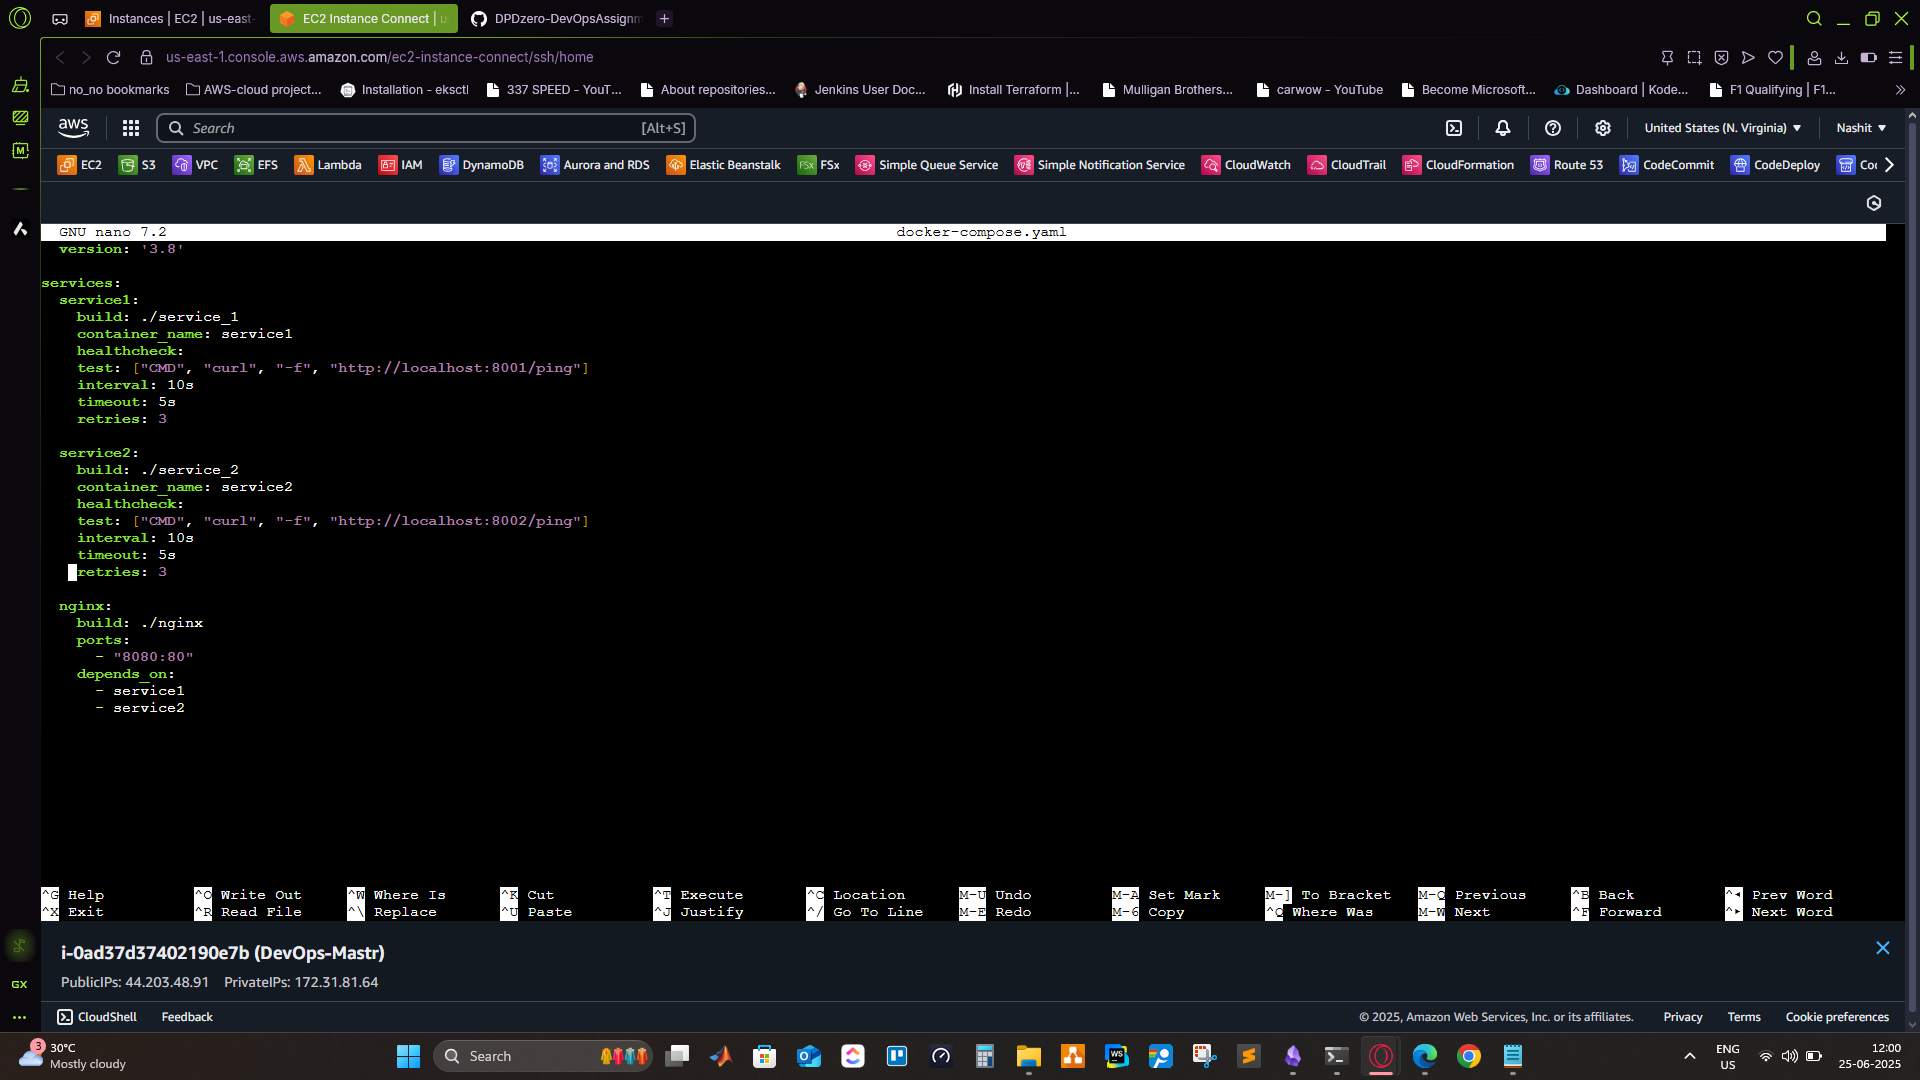 Instances | EC2 | us-east-
EC2 Instance Connect | u
DPDzero-DevOpsAssignm
us-east-1.console.aws.amazon.com/ec2-instance-connect/ssh/home
no_no bookmarks
AWS-cloud project...
Installation - eksctl
337 SPEED - YouT...
About repositories...
Jenkins User Doc...
Install Terraform |...
Mulligan Brothers...
carwow - YouTube
Become Microsoft...
Dashboard | Kode...
F1 Qualifying | F1...
aws
Search
[Alt+S]
United States (N. Virginia)
Nashit
EC2
S3
VPC
EFS
Lambda
IAM
DynamoDB
Aurora and RDS
Elastic Beanstalk
FSx
Simple Queue Service
Simple Notification Service
CloudWatch
CloudTrail
CloudFormation
Route 53
CodeCommit
CodeDeploy
GNU nano 7.2
docker-compose.yaml
version: '3.8'
services:
service1:
build: ./service_1
container_name: service1
healthcheck:
test: ["CMD", "curl", "-f", "http://localhost:8001/ping"]
interval: 10s
timeout: 5s
retries: 3
service2:
build: ./service_2
container_name: service2
healthcheck:
test: ["CMD", "curl", "-f", "http://localhost:8002/ping"]
interval: 10s
timeout: 5s
retries: 3
nginx:
build: ./nginx
ports:
- "8080:80"
depends_on:
- service1
- service2
^G Help ^O Write Out ^W Where Is ^K Cut ^T Execute ^C Location M-U Undo M-A Set Mark M-] To Bracket M-Q Previous ^B Back ^◂ Prev Word
^X Exit ^R Read File ^\ Replace ^U Paste ^J Justify ^/ Go To Line M-E Redo M-6 Copy ^Q Where Was M-W Next ^F Forward ^▸ Next Word
i-0ad37d37402190e7b (DevOps-Mastr)
PublicIPs: 44.203.48.91 PrivateIPs: 172.31.81.64
GX
CloudShell
Feedback
© 2025, Amazon Web Services, Inc. or its affiliates.
Privacy
Terms
Cookie preferences
3
30°C
Mostly cloudy
Search
ENG
US
12:00
25-06-2025